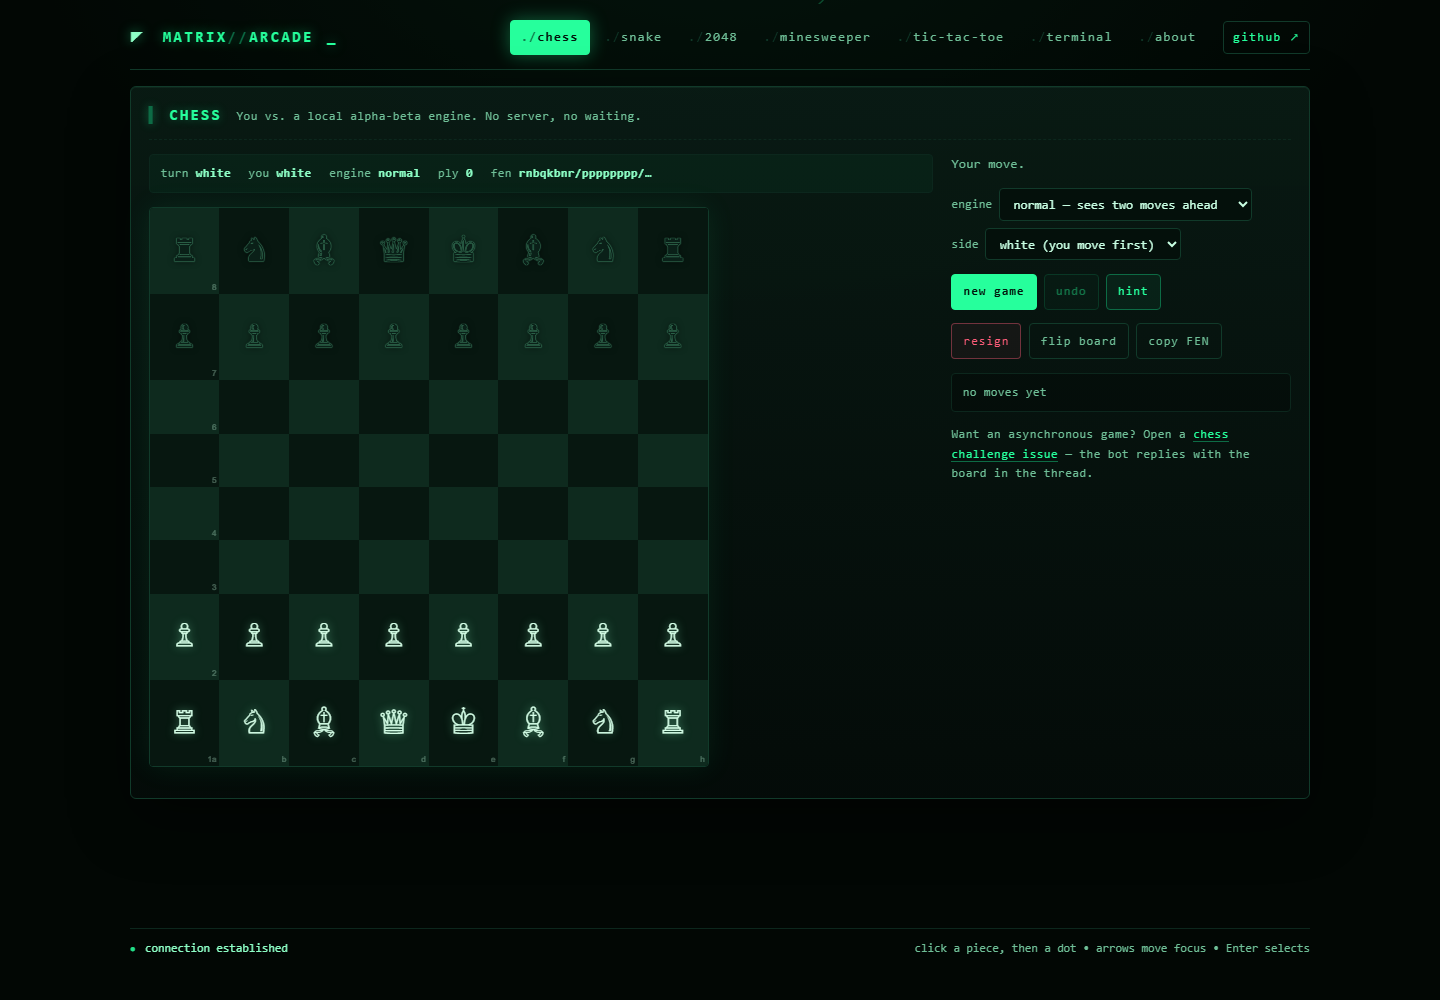 ◤ MATRIX//ARCADE _
./chess ./snake ./2048 ./minesweeper ./tic-tac-toe ./terminal ./about github ↗
CHESS You vs. a local alpha-beta engine. No server, no waiting.
turn white you white engine normal ply 0 fen rnbqkbnr/pppppppp/…
8
7
6
5
4
3
2
1a b c d e f g h
Your move.
engine normal — sees two moves ahead
side white (you move first)
new game undo hint
resign flip board copy FEN
no moves yet
Want an asynchronous game? Open a chess
challenge issue — the bot replies with the
board in the thread.
● connection established
click a piece, then a dot • arrows move focus • Enter selects